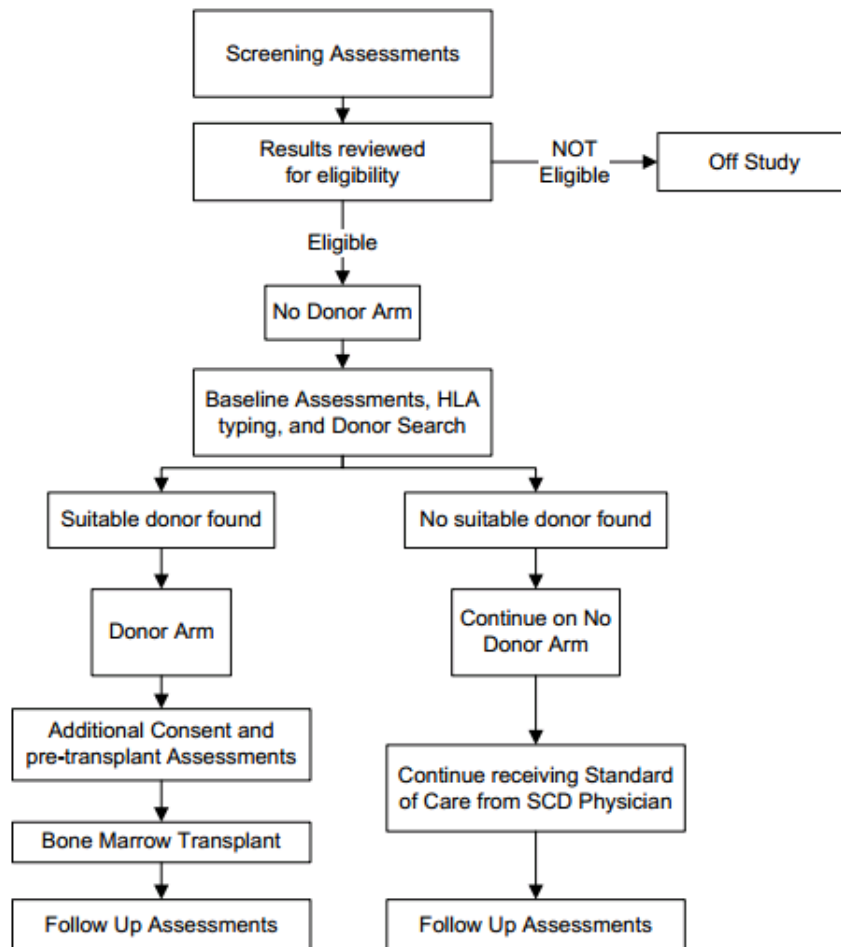 Screening Assessments
Results reviewed
for eligibility
NOT
Eligible
Off Study
Eligible
No Donor Arm
Baseline Assessments, HLA
typing, and Donor Search
Suitable donor found
No suitable donor found
Donor Arm
Continue on No
Donor Arm
Additional Consent and
pre-transplant Assessments
Continue receiving Standard
of Care from SCD Physician
Bone Marrow Transplant
Follow Up Assessments
Follow Up Assessments